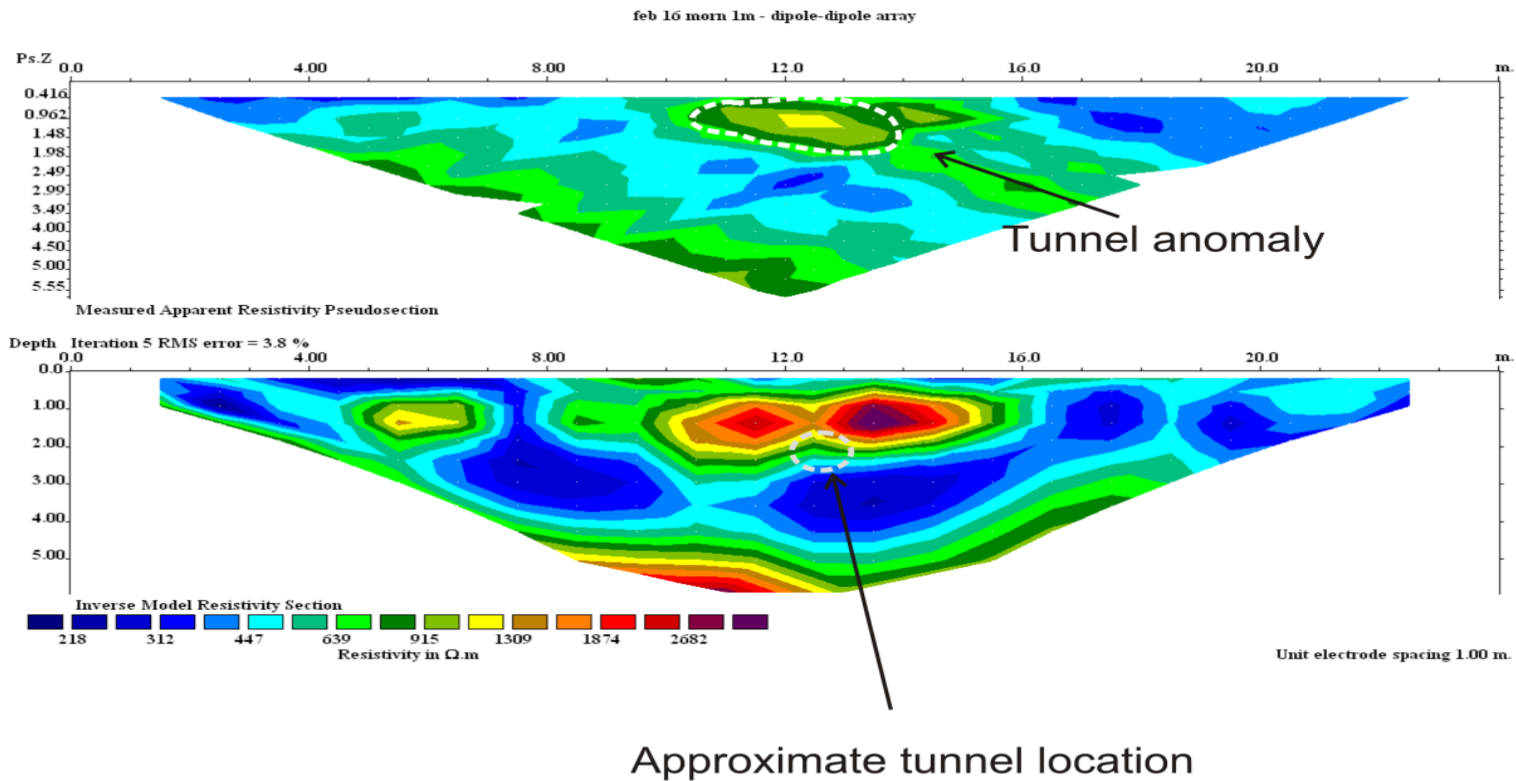 feb 16 morn 1m - dipole-dipole array
Ps.Z 0.0 4.00 8.00 12.0 16.0 20.0 m.
0.416
0.962
1.48
1.98
2.49
2.99
3.49
4.00
4.50
5.00
5.55
Tunnel anomaly
Measured Apparent Resistivity Pseudosection
Depth Iteration 5 RMS error = 3.8 %
0.0 4.00 8.00 12.0 16.0 20.0 m.
0.0
1.00
2.00
3.00
4.00
5.00
Inverse Model Resistivity Section
218 312 447 639 915 1309 1874 2682
Resistivity in Ω.m
Unit electrode spacing 1.00 m.
Approximate tunnel location